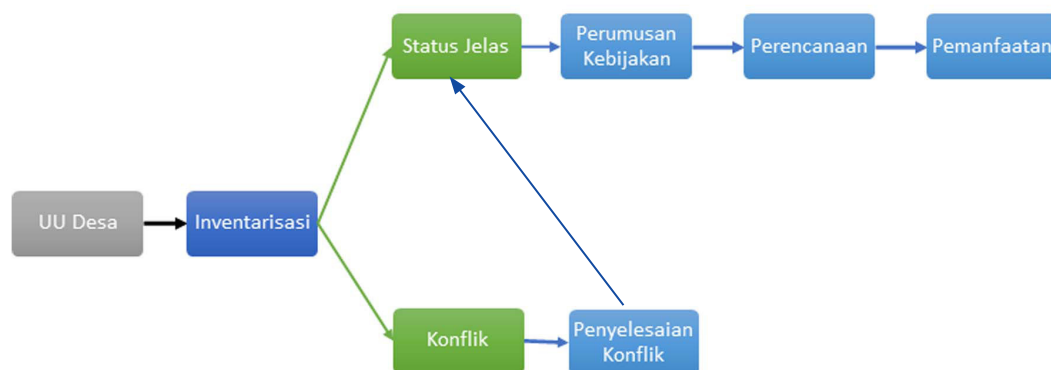 Status Jelas
Perumusan
Kebijakan
Perencanaan
Pemanfaatan
UU Desa
Inventarisasi
Konflik
Penyelesaian
Konflik